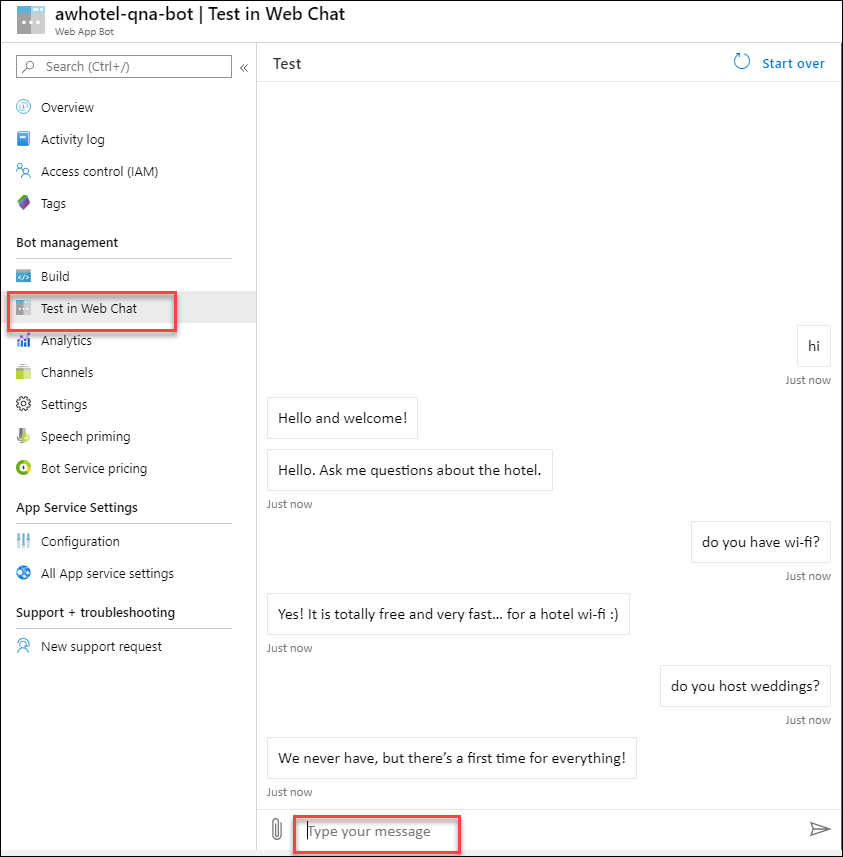 awhotel-qna-bot | Test in Web Chat
Web App Bot
Search (Ctrl+/)
«
Overview
Activity log
Access control (IAM)
Tags
Bot management
Build
Test in Web Chat
Analytics
Channels
Settings
Speech priming
Bot Service pricing
App Service Settings
Configuration
All App service settings
Support + troubleshooting
New support request
Test
Start over
hi
Just now
Hello and welcome!
Hello. Ask me questions about the hotel.
Just now
do you have wi-fi?
Just now
Yes! It is totally free and very fast... for a hotel wi-fi :)
Just now
do you host weddings?
Just now
We never have, but there's a first time for everything!
Just now
Type your message